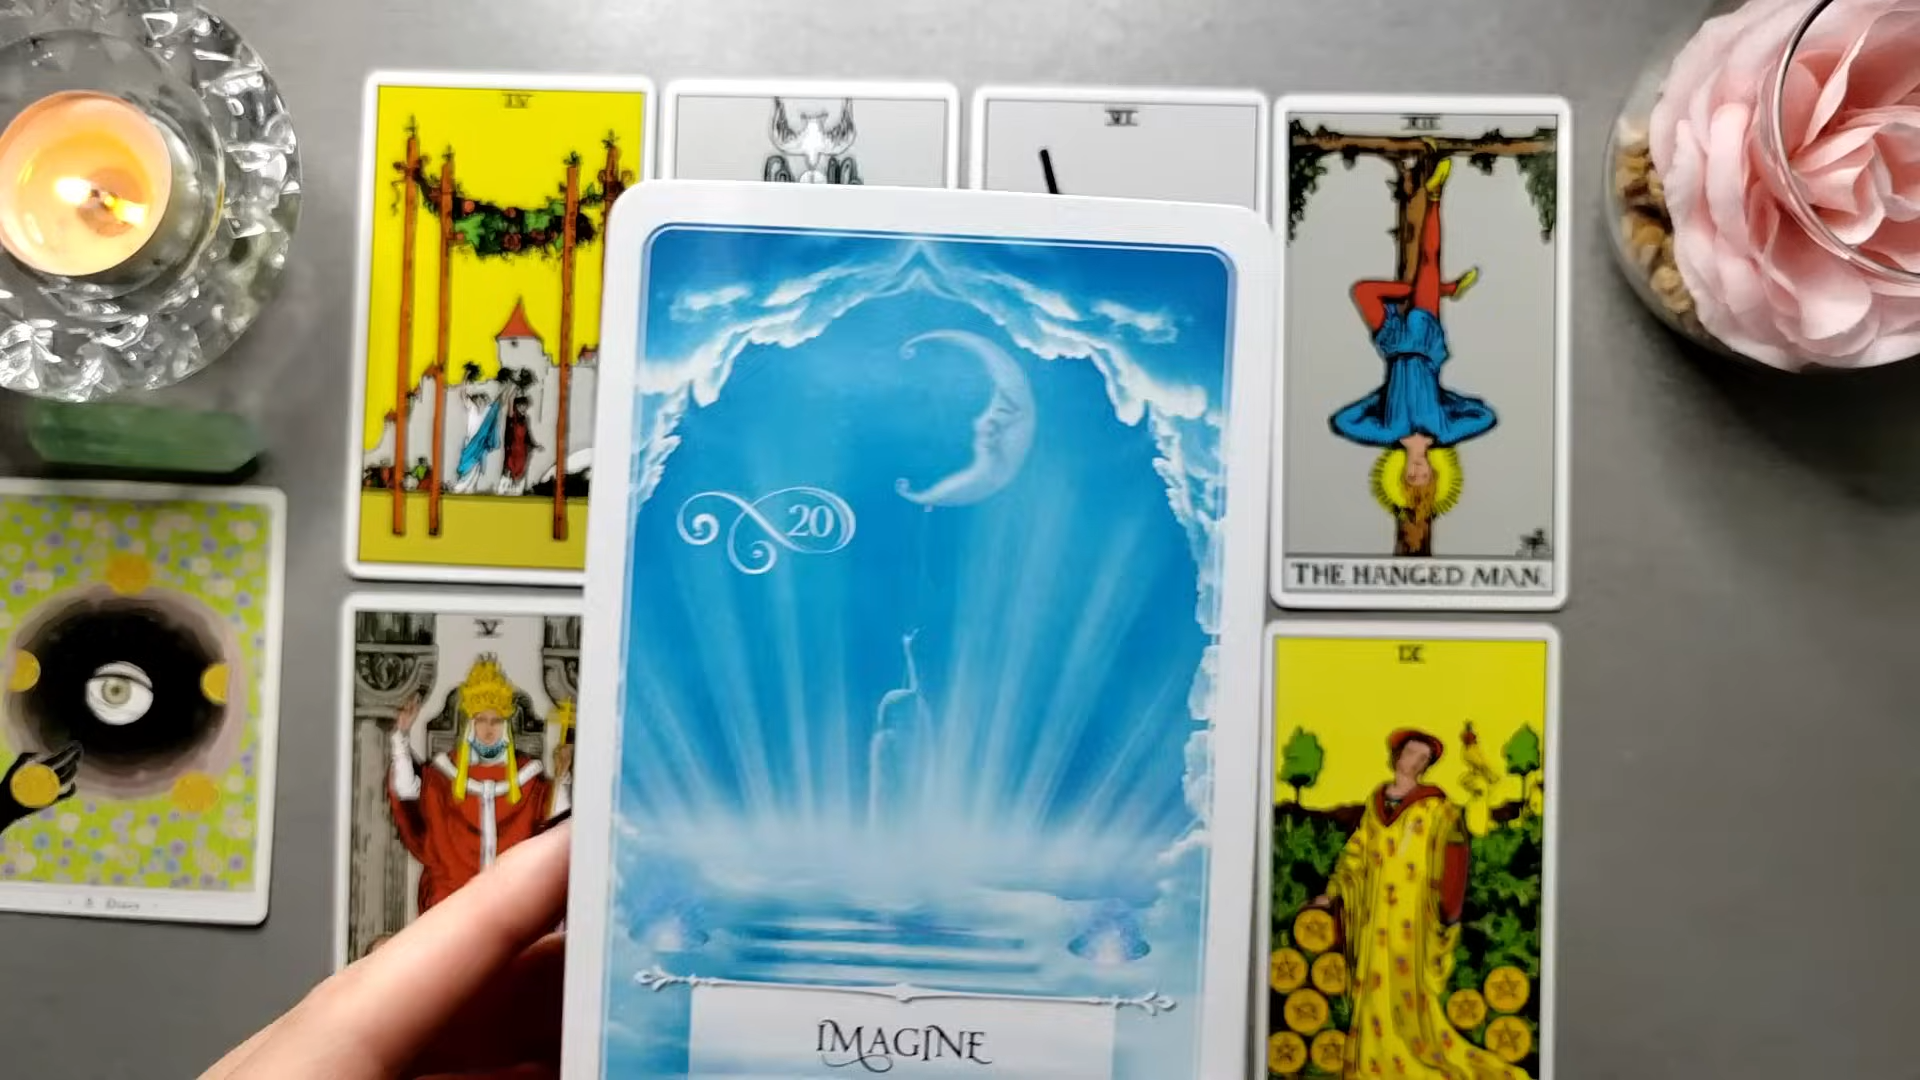 IV
VI
XII
20
THE HANGED MAN.
V
IX
IMAGINE